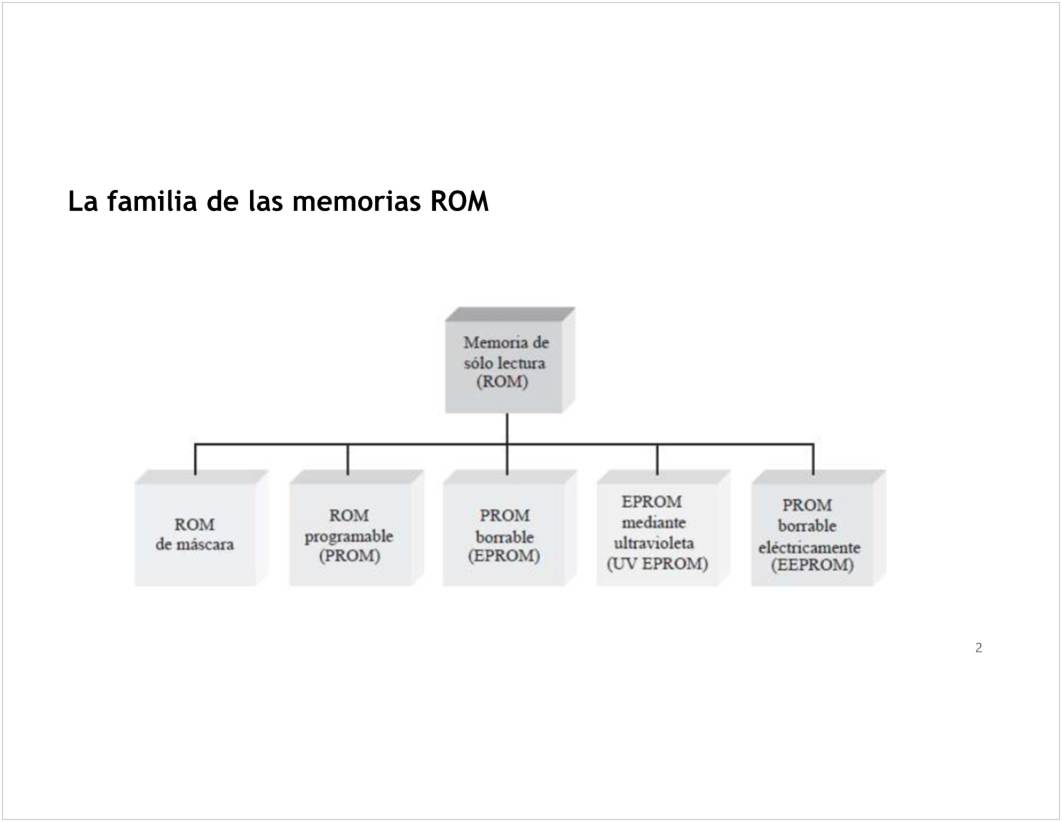 La familia de las memorias ROM
Memoria de
sólo lectura
(ROM)
ROM
de máscara
ROM
programable
(PROM)
PROM
borrable
(EPROM)
EPROM
mediante
ultravioleta
(UV EPROM)
PROM
borrable
eléctricamente
(EEPROM)
2